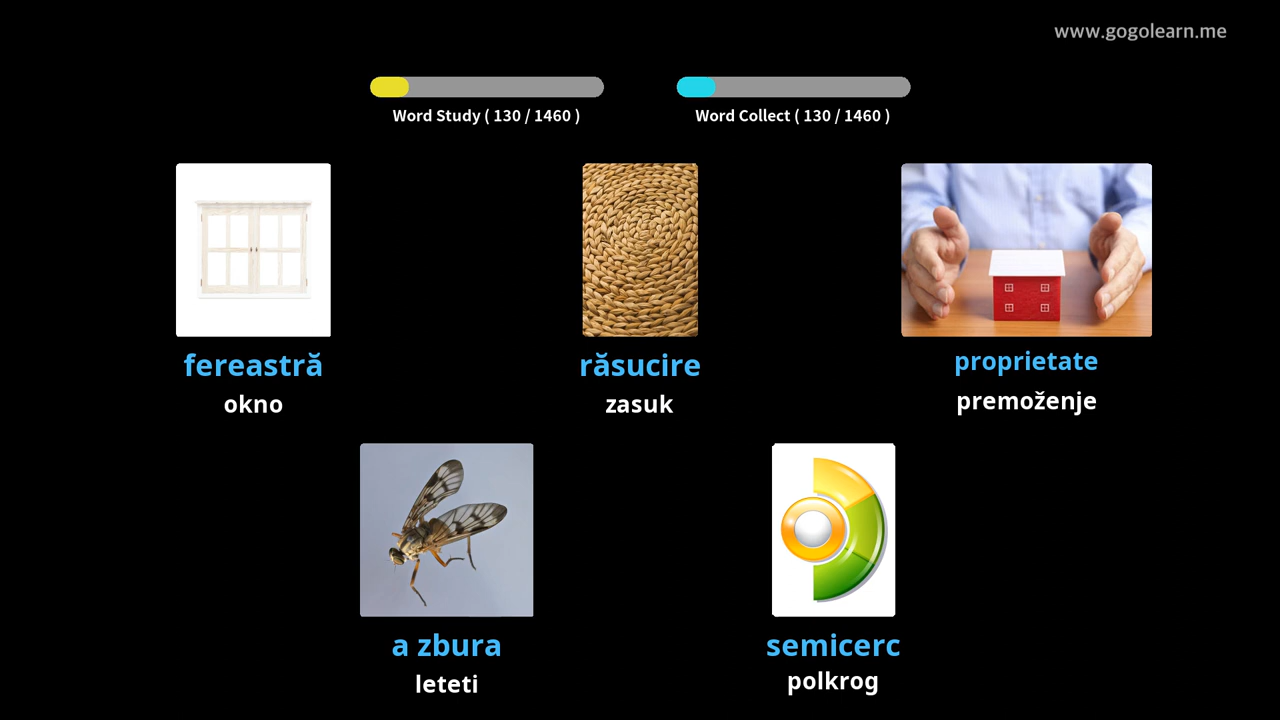 www.gogolearn.me
Word Study ( 130 / 1460 )
Word Collect ( 130 / 1460 )
fereastră
okno
răsucire
zasuk
proprietate
premoženje
a zbura
leteti
semicerc
polkrog